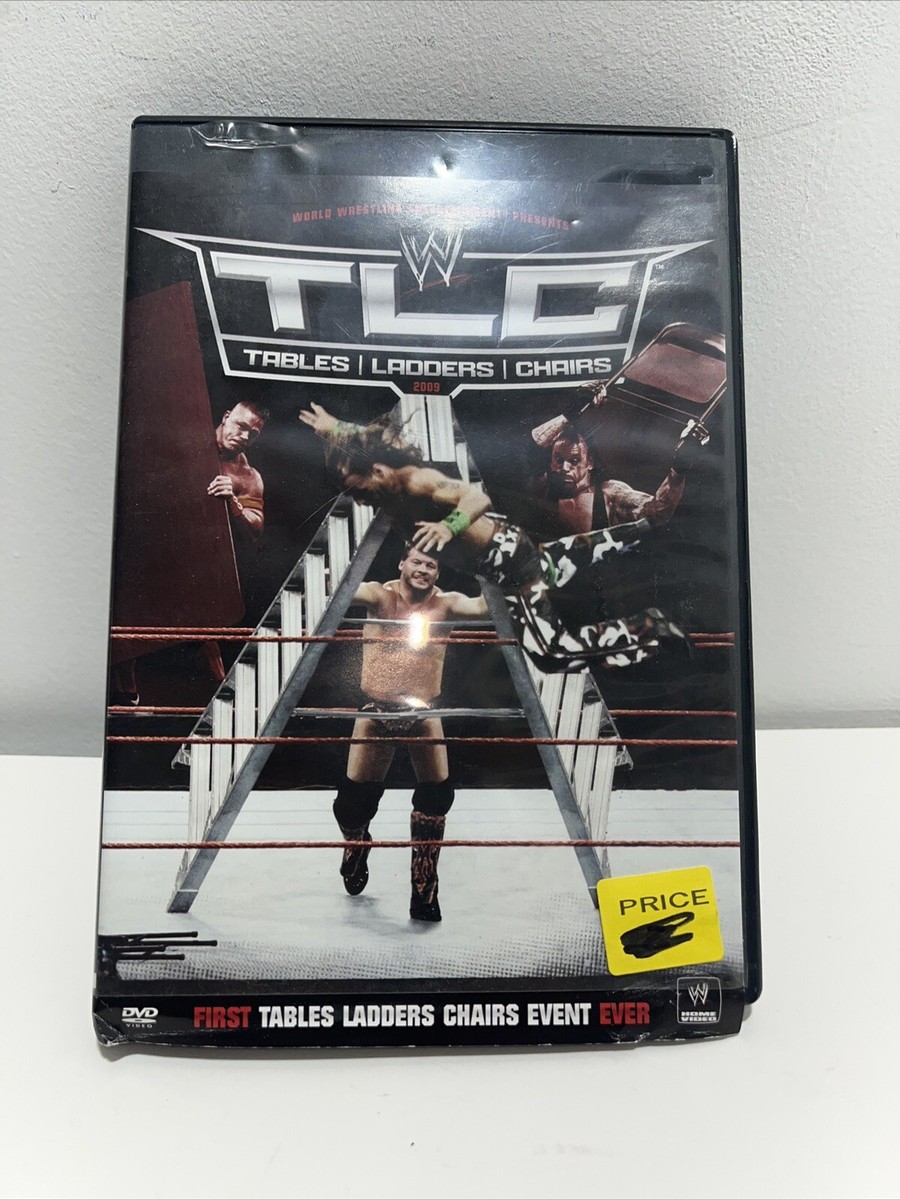 WORLD WRESTLING ENTERTAINMENT PRESENTS
W
TLC™
TABLES | LADDERS | CHAIRS
2009
PRICE
DVD
VIDEO
FIRST TABLES LADDERS CHAIRS EVENT EVER
W
HOME
VIDEO